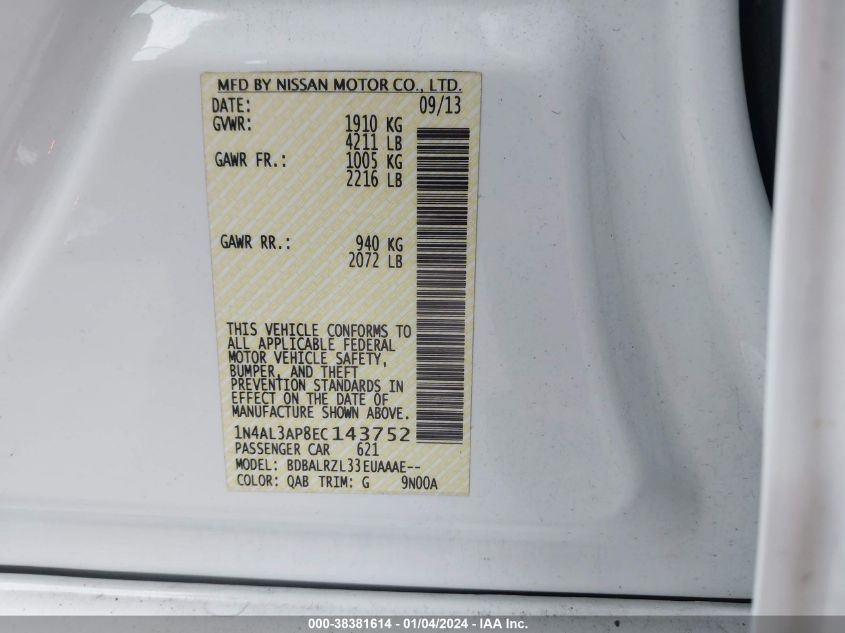 MFD BY NISSAN MOTOR CO., LTD.
DATE: 09/13
GVWR: 1910 KG
4211 LB
GAWR FR.: 1005 KG
2216 LB
GAWR RR.: 940 KG
2072 LB
THIS VEHICLE CONFORMS TO
ALL APPLICABLE FEDERAL
MOTOR VEHICLE SAFETY,
BUMPER, AND THEFT
PREVENTION STANDARDS IN
EFFECT ON THE DATE OF
MANUFACTURE SHOWN ABOVE.
1N4AL3AP8EC143752
PASSENGER CAR 621
MODEL: BDBALRZL33EUAAAE--
COLOR: QAB TRIM: G 9N00A
000-38381614 - 01/04/2024 - IAA Inc.